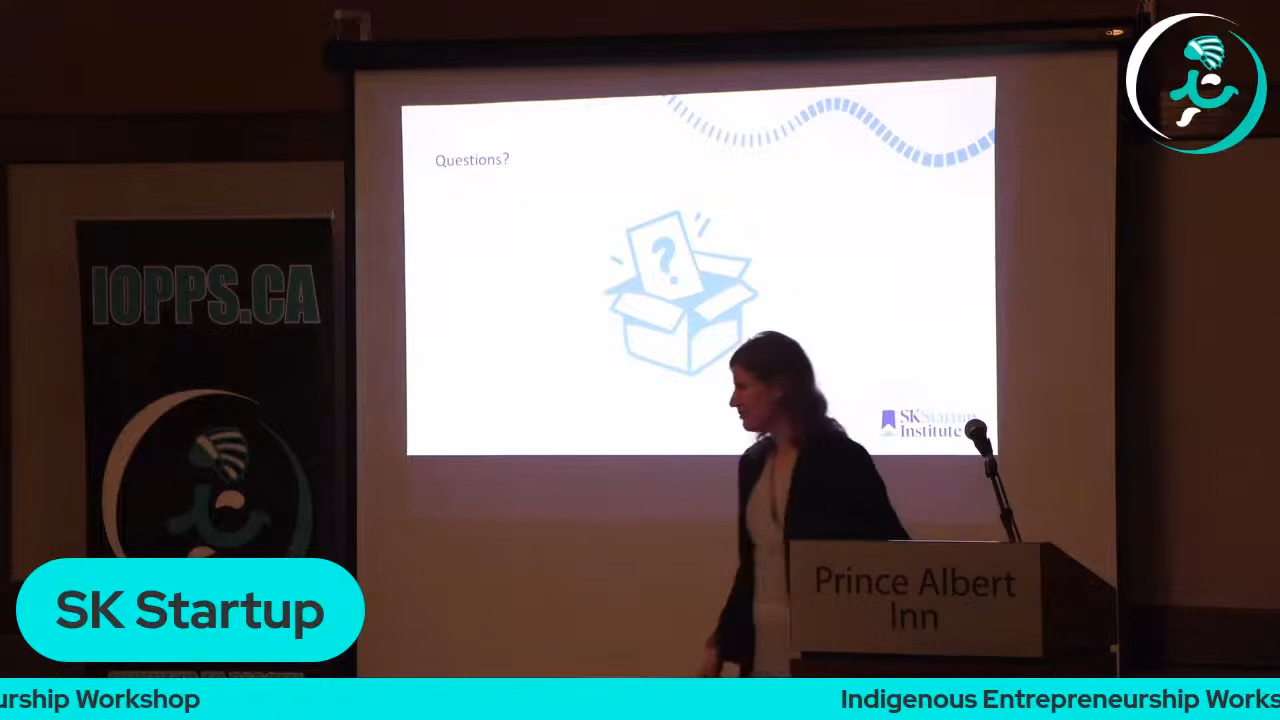 Questions?
?
SK Startup
Institute
IOPPS.CA
SK Startup
Prince Albert
Inn
urship Workshop
Indigenous Entrepreneurship Works